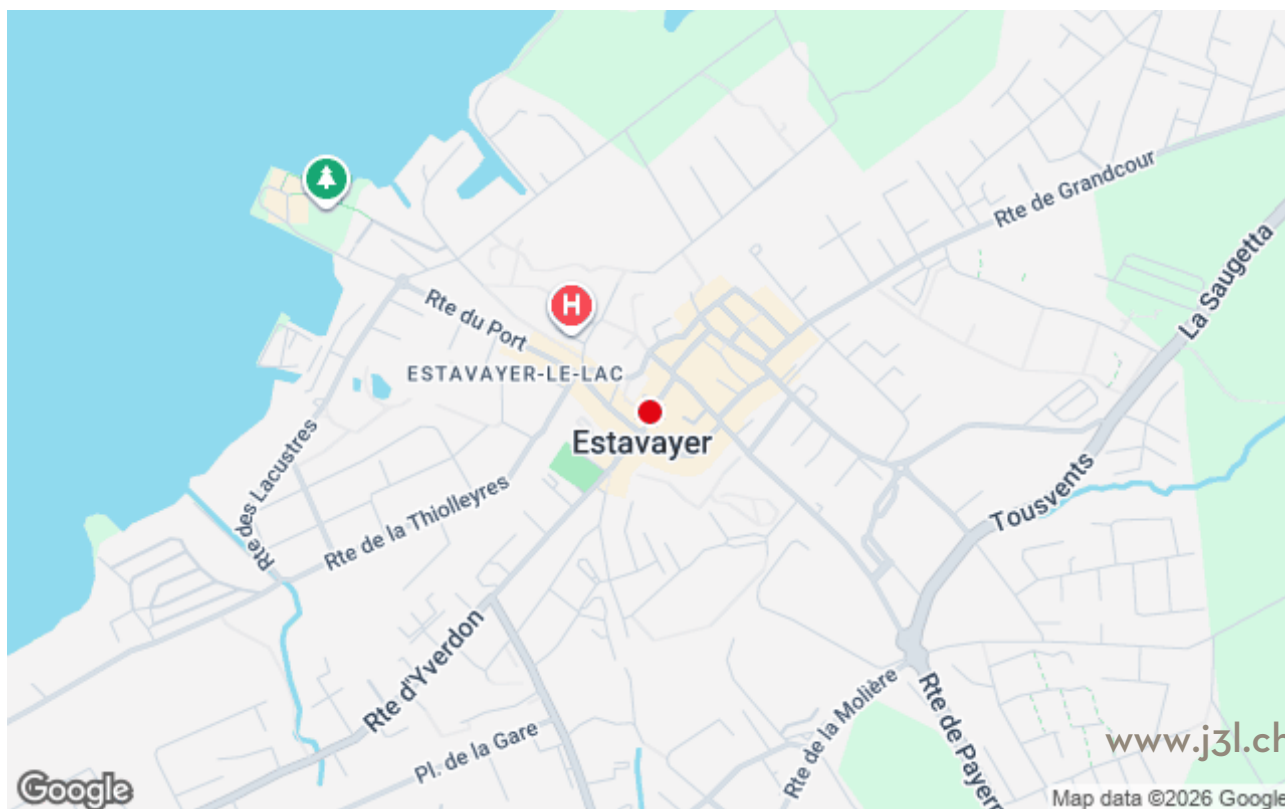 Rte de Grandcour
La Saugetta
H
Rte du Port
ESTAVAYER-LE-LAC
Estavayer
Rte des Lacustres
Rte de la Thiolleyres
Tousvents
Rte d'Yverdon
Pl. de la Gare
Rte de la Molière
Rte de Payern
www.j3l.ch
Google
Map data ©2026 Google